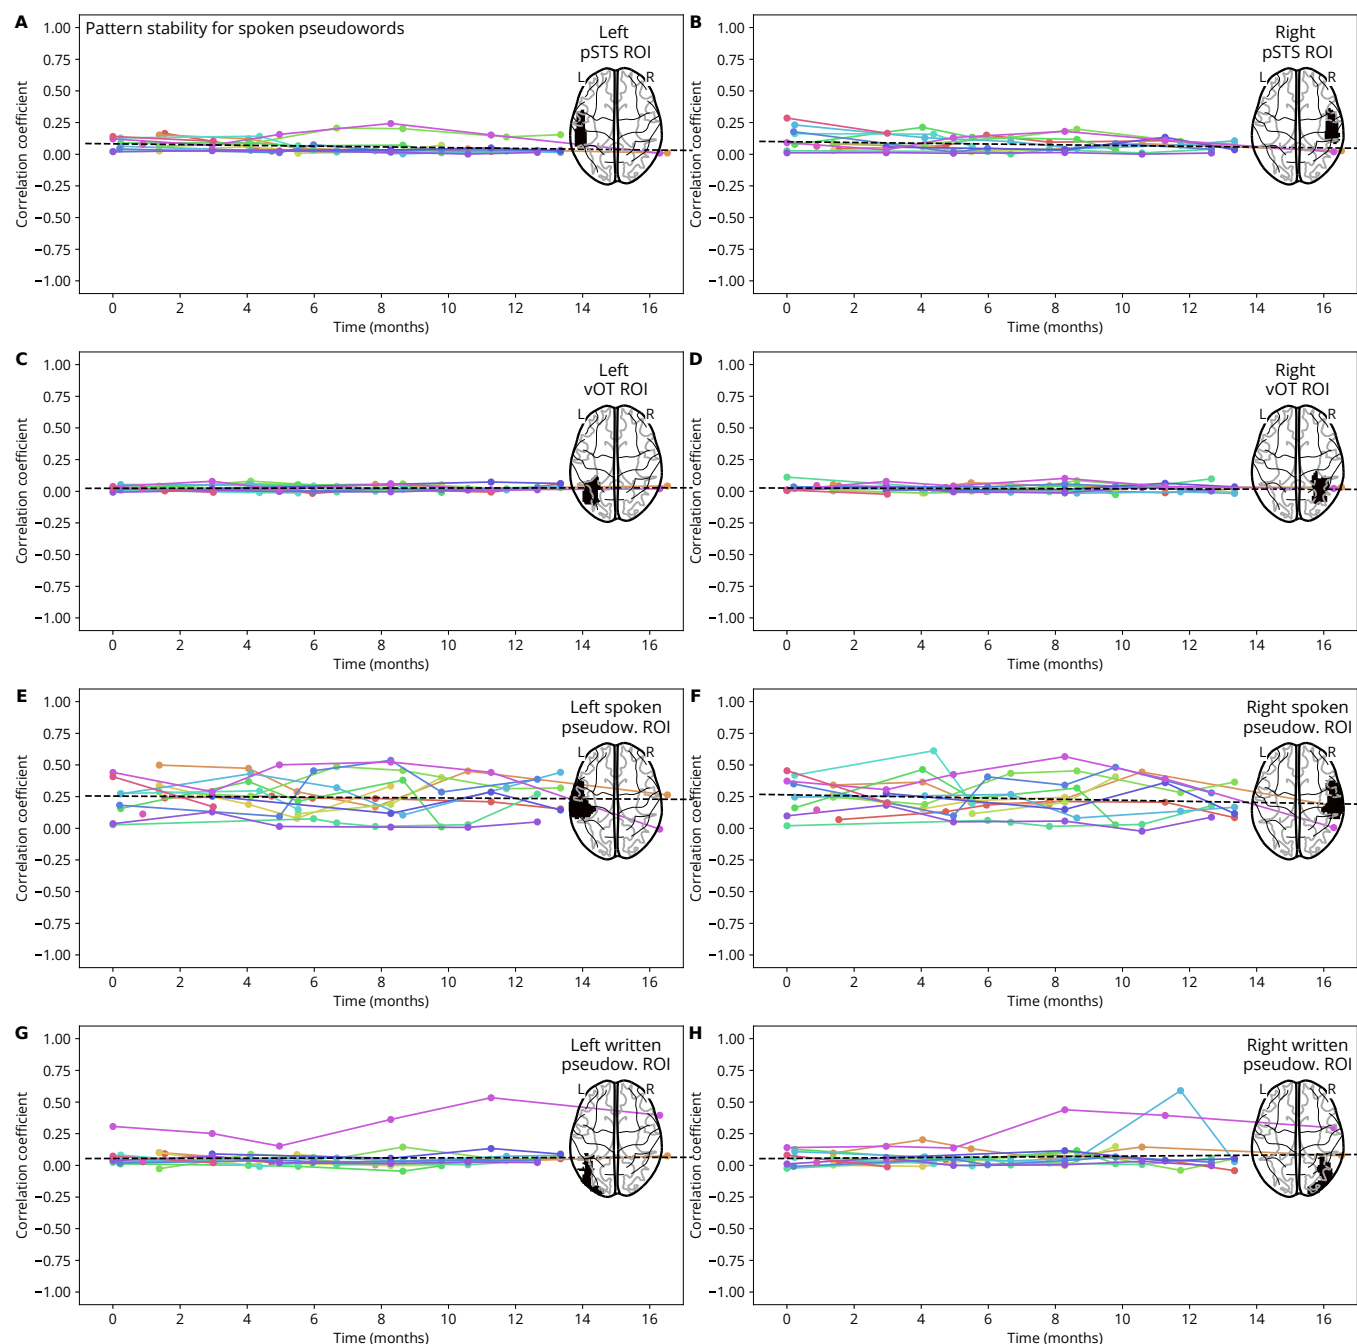 A
Pattern stability for spoken pseudowords
Left
pSTS ROI
L
R
1.00
0.75
0.50
0.25
0.00
−0.25
−0.50
−0.75
−1.00
Correlation coefficient
0 2 4 6 8 10 12 14 16
Time (months)
B
Right
pSTS ROI
L
R
1.00
0.75
0.50
0.25
0.00
−0.25
−0.50
−0.75
−1.00
Correlation coefficient
0 2 4 6 8 10 12 14 16
Time (months)
C
Left
vOT ROI
L
R
1.00
0.75
0.50
0.25
0.00
−0.25
−0.50
−0.75
−1.00
Correlation coefficient
0 2 4 6 8 10 12 14 16
Time (months)
D
Right
vOT ROI
L
R
1.00
0.75
0.50
0.25
0.00
−0.25
−0.50
−0.75
−1.00
Correlation coefficient
0 2 4 6 8 10 12 14 16
Time (months)
E
Left spoken
pseudow. ROI
L
R
1.00
0.75
0.50
0.25
0.00
−0.25
−0.50
−0.75
−1.00
Correlation coefficient
0 2 4 6 8 10 12 14 16
Time (months)
F
Right spoken
pseudow. ROI
L
R
1.00
0.75
0.50
0.25
0.00
−0.25
−0.50
−0.75
−1.00
Correlation coefficient
0 2 4 6 8 10 12 14 16
Time (months)
G
Left written
pseudow. ROI
L
R
1.00
0.75
0.50
0.25
0.00
−0.25
−0.50
−0.75
−1.00
Correlation coefficient
0 2 4 6 8 10 12 14 16
Time (months)
H
Right written
pseudow. ROI
L
R
1.00
0.75
0.50
0.25
0.00
−0.25
−0.50
−0.75
−1.00
Correlation coefficient
0 2 4 6 8 10 12 14 16
Time (months)